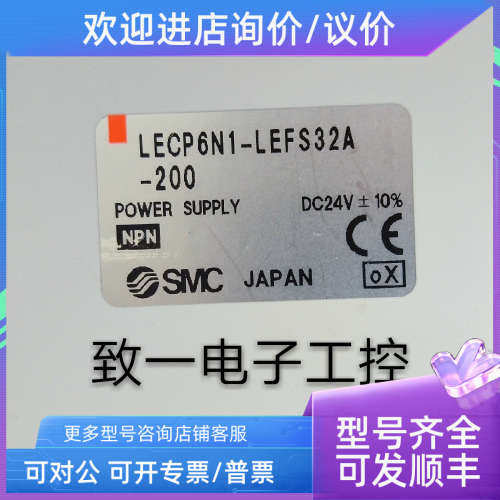 欢迎进店询价/议价
LECP6N1-LEFS32A
-200
POWER SUPPLY DC24V ± 10%
NPN
CE
SMC JAPAN
oX
致一电子工控
更多型号咨询店铺客服
可对公 可开专票/普票
型号齐全
可发顺丰